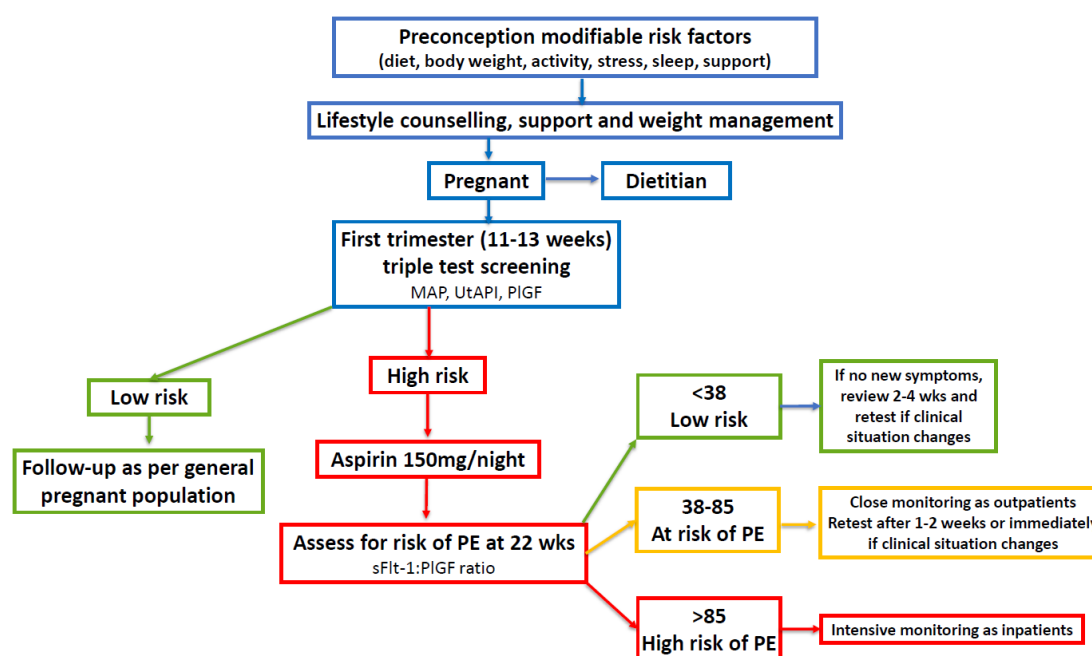 Preconception modifiable risk factors
(diet, body weight, activity, stress, sleep, support)
Lifestyle counselling, support and weight management
Pregnant
Dietitian
First trimester (11-13 weeks)
triple test screening
MAP, UtAPI, PlGF
Low risk
Follow-up as per general
pregnant population
High risk
Aspirin 150mg/night
Assess for risk of PE at 22 wks
sFlt-1:PlGF ratio
<38
Low risk
If no new symptoms,
review 2-4 wks and
retest if clinical
situation changes
38-85
At risk of PE
Close monitoring as outpatients
Retest after 1-2 weeks or immediately
if clinical situation changes
>85
High risk of PE
Intensive monitoring as inpatients